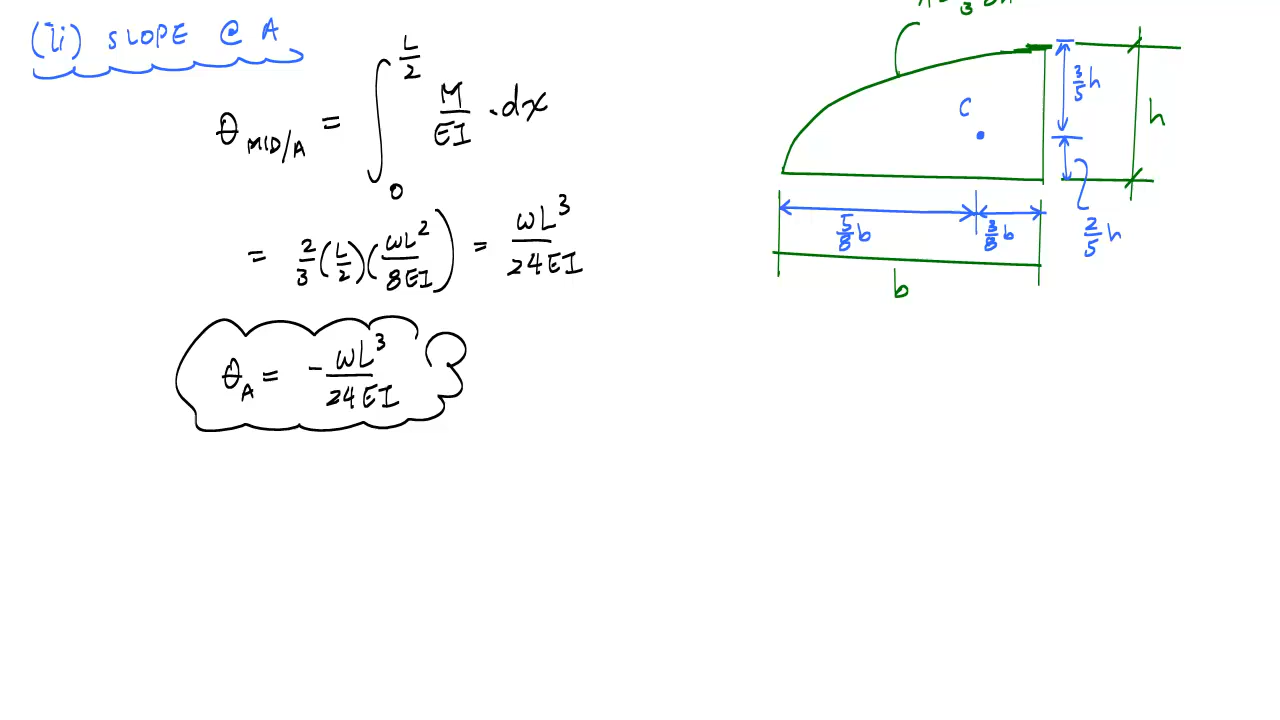 (ii) SLOPE @ A
θ_MID/A = ∫_0^{L/2} M/EI · dx
= 2/3 (L/2)(ωL²/8EI) = ωL³/24EI
θ_A = - ωL³/24EI
C
3/5 h
h
2/5 h
5/8 b
3/8 b
b